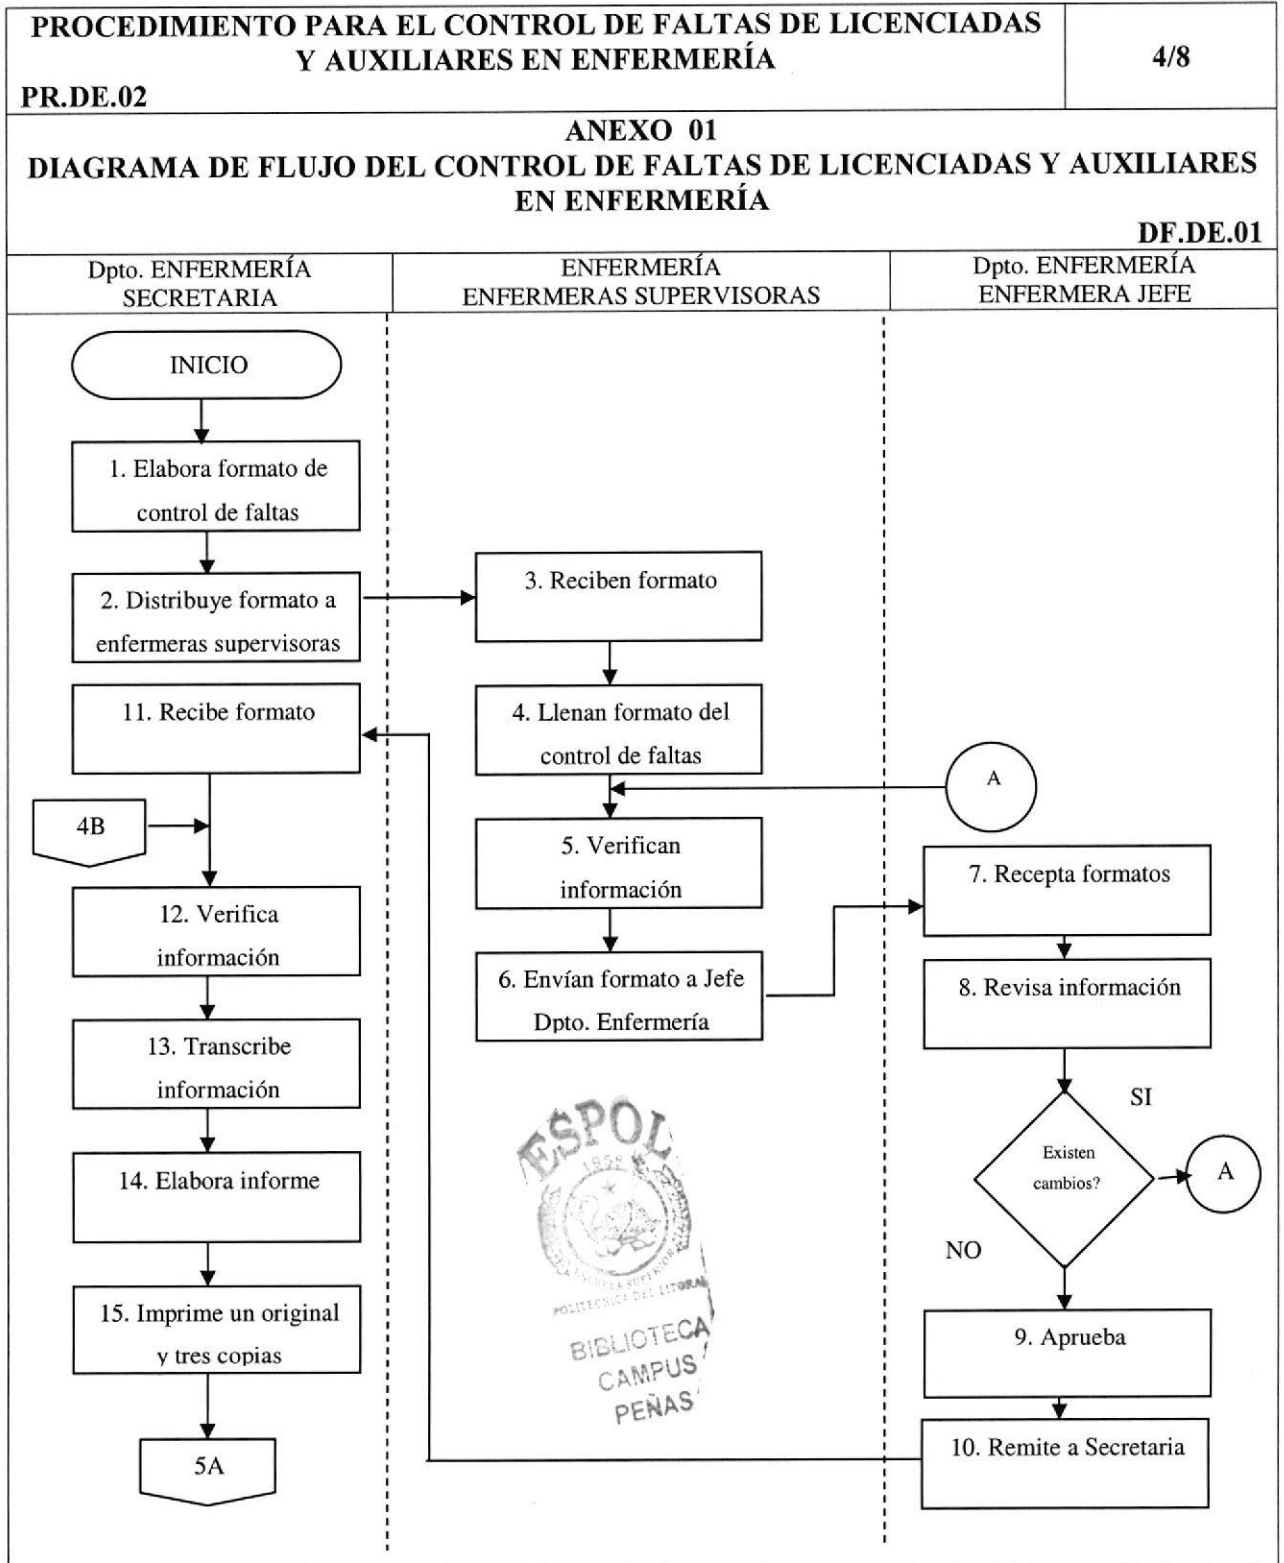 PROCEDIMIENTO PARA EL CONTROL DE FALTAS DE LICENCIADAS
Y AUXILIARES EN ENFERMERÍA
4/8
PR.DE.02
ANEXO 01
DIAGRAMA DE FLUJO DEL CONTROL DE FALTAS DE LICENCIADAS Y AUXILIARES
EN ENFERMERÍA
DF.DE.01
Dpto. ENFERMERÍA
SECRETARIA
ENFERMERÍA
ENFERMERAS SUPERVISORAS
Dpto. ENFERMERÍA
ENFERMERA JEFE
INICIO
1. Elabora formato de
control de faltas
2. Distribuye formato a
enfermeras supervisoras
3. Reciben formato
4. Llenan formato del
control de faltas
A
5. Verifican
información
6. Envían formato a Jefe
Dpto. Enfermería
7. Recepta formatos
8. Revisa información
SI
Existen
cambios?
A
NO
9. Aprueba
10. Remite a Secretaria
11. Recibe formato
4B
12. Verifica
información
13. Transcribe
información
14. Elabora informe
15. Imprime un original
y tres copias
5A
ESPOL
1958
ESCUELA SUPERIOR
POLITECNICA DEL LITORAL
BIBLIOTECA
CAMPUS
PEÑAS